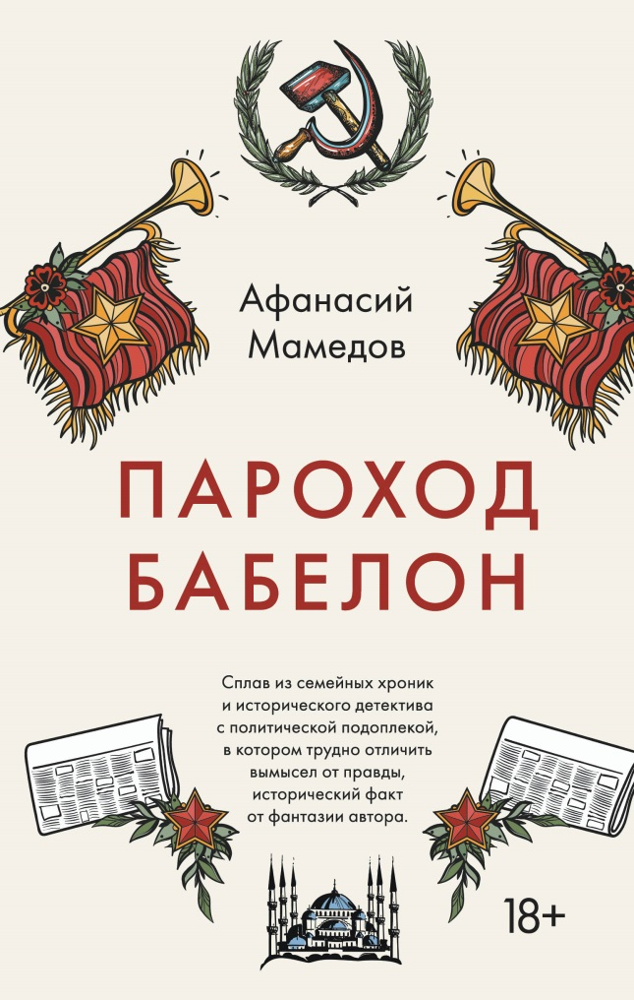 Афанасий
Мамедов
ПАРОХОД
БАБЕЛОН
Сплав из семейных хроник
и исторического детектива
с политической подоплекой,
в котором трудно отличить
вымысел от правды,
исторический факт
от фантазии автора.
18+